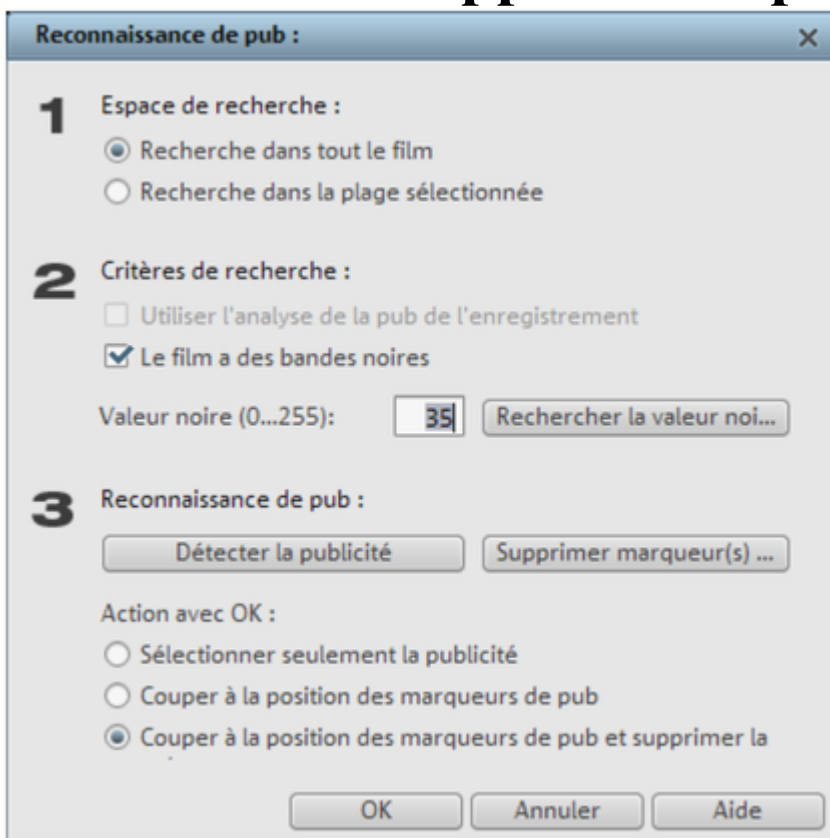 Reconnaissance de pub :
1 Espace de recherche :
Recherche dans tout le film
Recherche dans la plage sélectionnée
2 Critères de recherche :
Utiliser l'analyse de la pub de l'enregistrement
Le film a des bandes noires
Valeur noire (0...255): 35 Rechercher la valeur noi...
3 Reconnaissance de pub :
Détecter la publicité Supprimer marqueur(s) ...
Action avec OK :
Sélectionner seulement la publicité
Couper à la position des marqueurs de pub
Couper à la position des marqueurs de pub et supprimer la
OK Annuler Aide